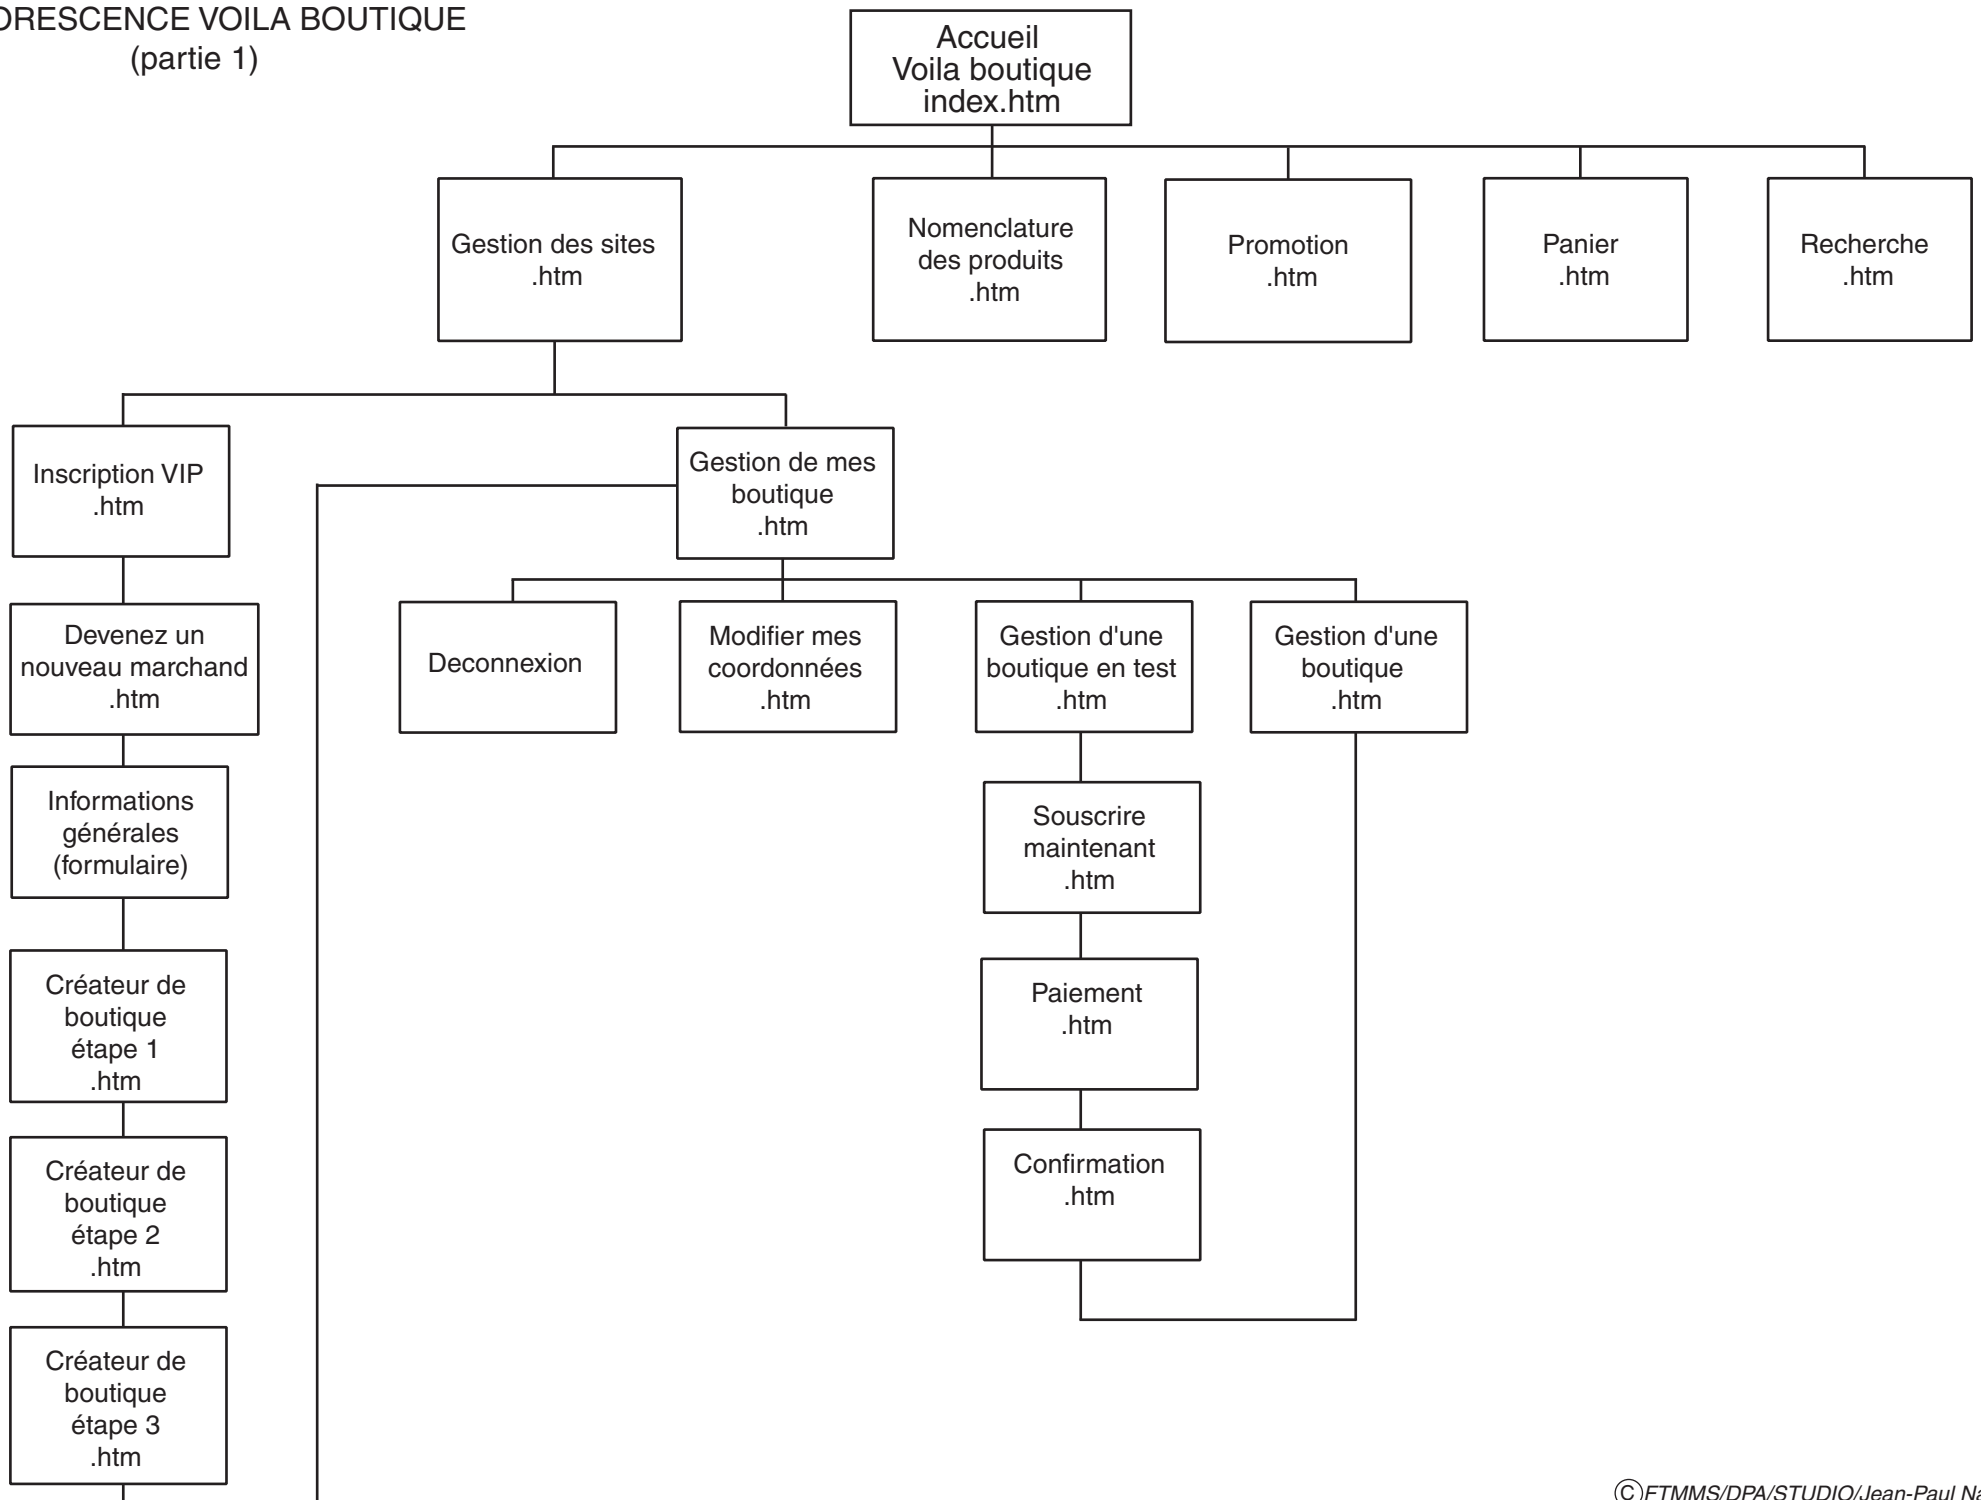 ORESCENCE VOILA BOUTIQUE
(partie 1)
Accueil
Voila boutique
index.htm
Gestion des sites
.htm
Nomenclature
des produits
.htm
Promotion
.htm
Panier
.htm
Recherche
.htm
Inscription VIP
.htm
Gestion de mes
boutique
.htm
Devenez un
nouveau marchand
.htm
Deconnexion
Modifier mes
coordonnées
.htm
Gestion d'une
boutique en test
.htm
Gestion d'une
boutique
.htm
Informations
générales
(formulaire)
Souscrire
maintenant
.htm
Créateur de
boutique
étape 1
.htm
Paiement
.htm
Créateur de
boutique
étape 2
.htm
Confirmation
.htm
Créateur de
boutique
étape 3
.htm
©FTMMS/DPA/STUDIO/Jean-Paul Na